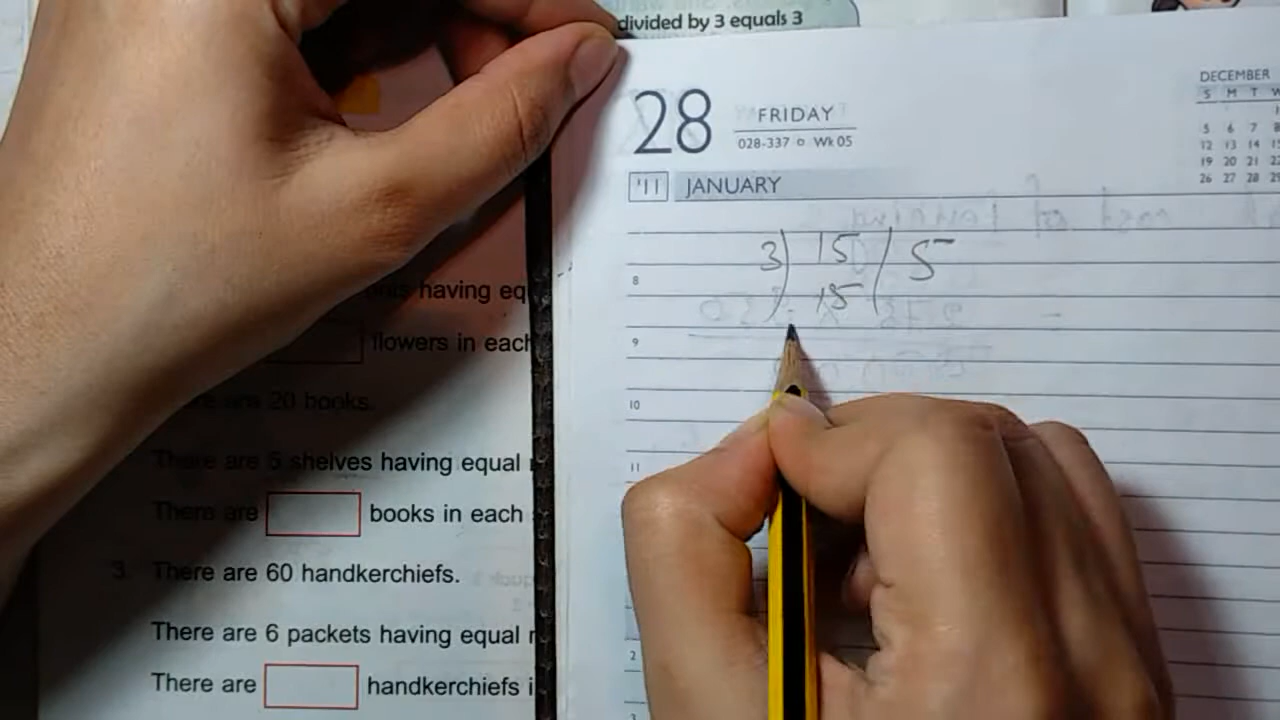 divided by 3 equals 3
28 FRIDAY
028-337 o Wk 05
'11 JANUARY
DECEMBER
S M T W
5 6 7 8
12 13 14 15
19 20 21 22
26 27 28 29
3) 15 ( 5
15
8
9
10
11
2
3
having eq
flowers in each
are 20 books.
There are 5 shelves having equal
There are books in each
3. There are 60 handkerchiefs.
There are 6 packets having equal
There are handkerchiefs